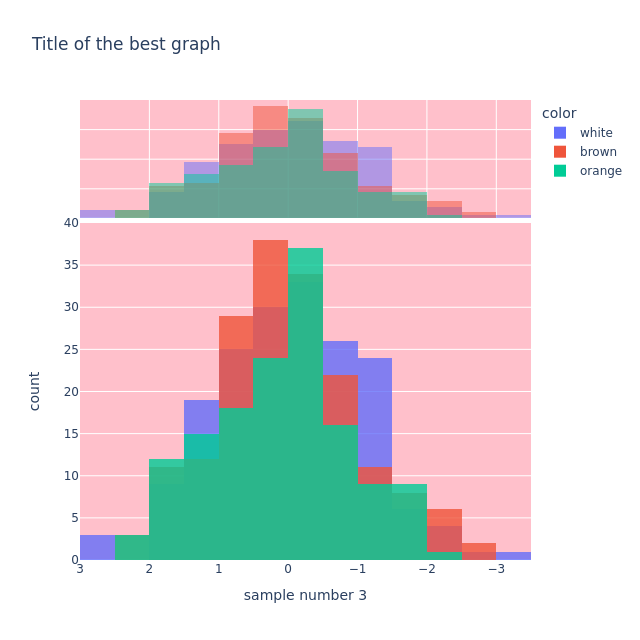 Title of the best graph
color
white
brown
orange
40
35
30
25
20
15
10
5
0
3 2 1 0 −1 −2 −3
count
sample number 3